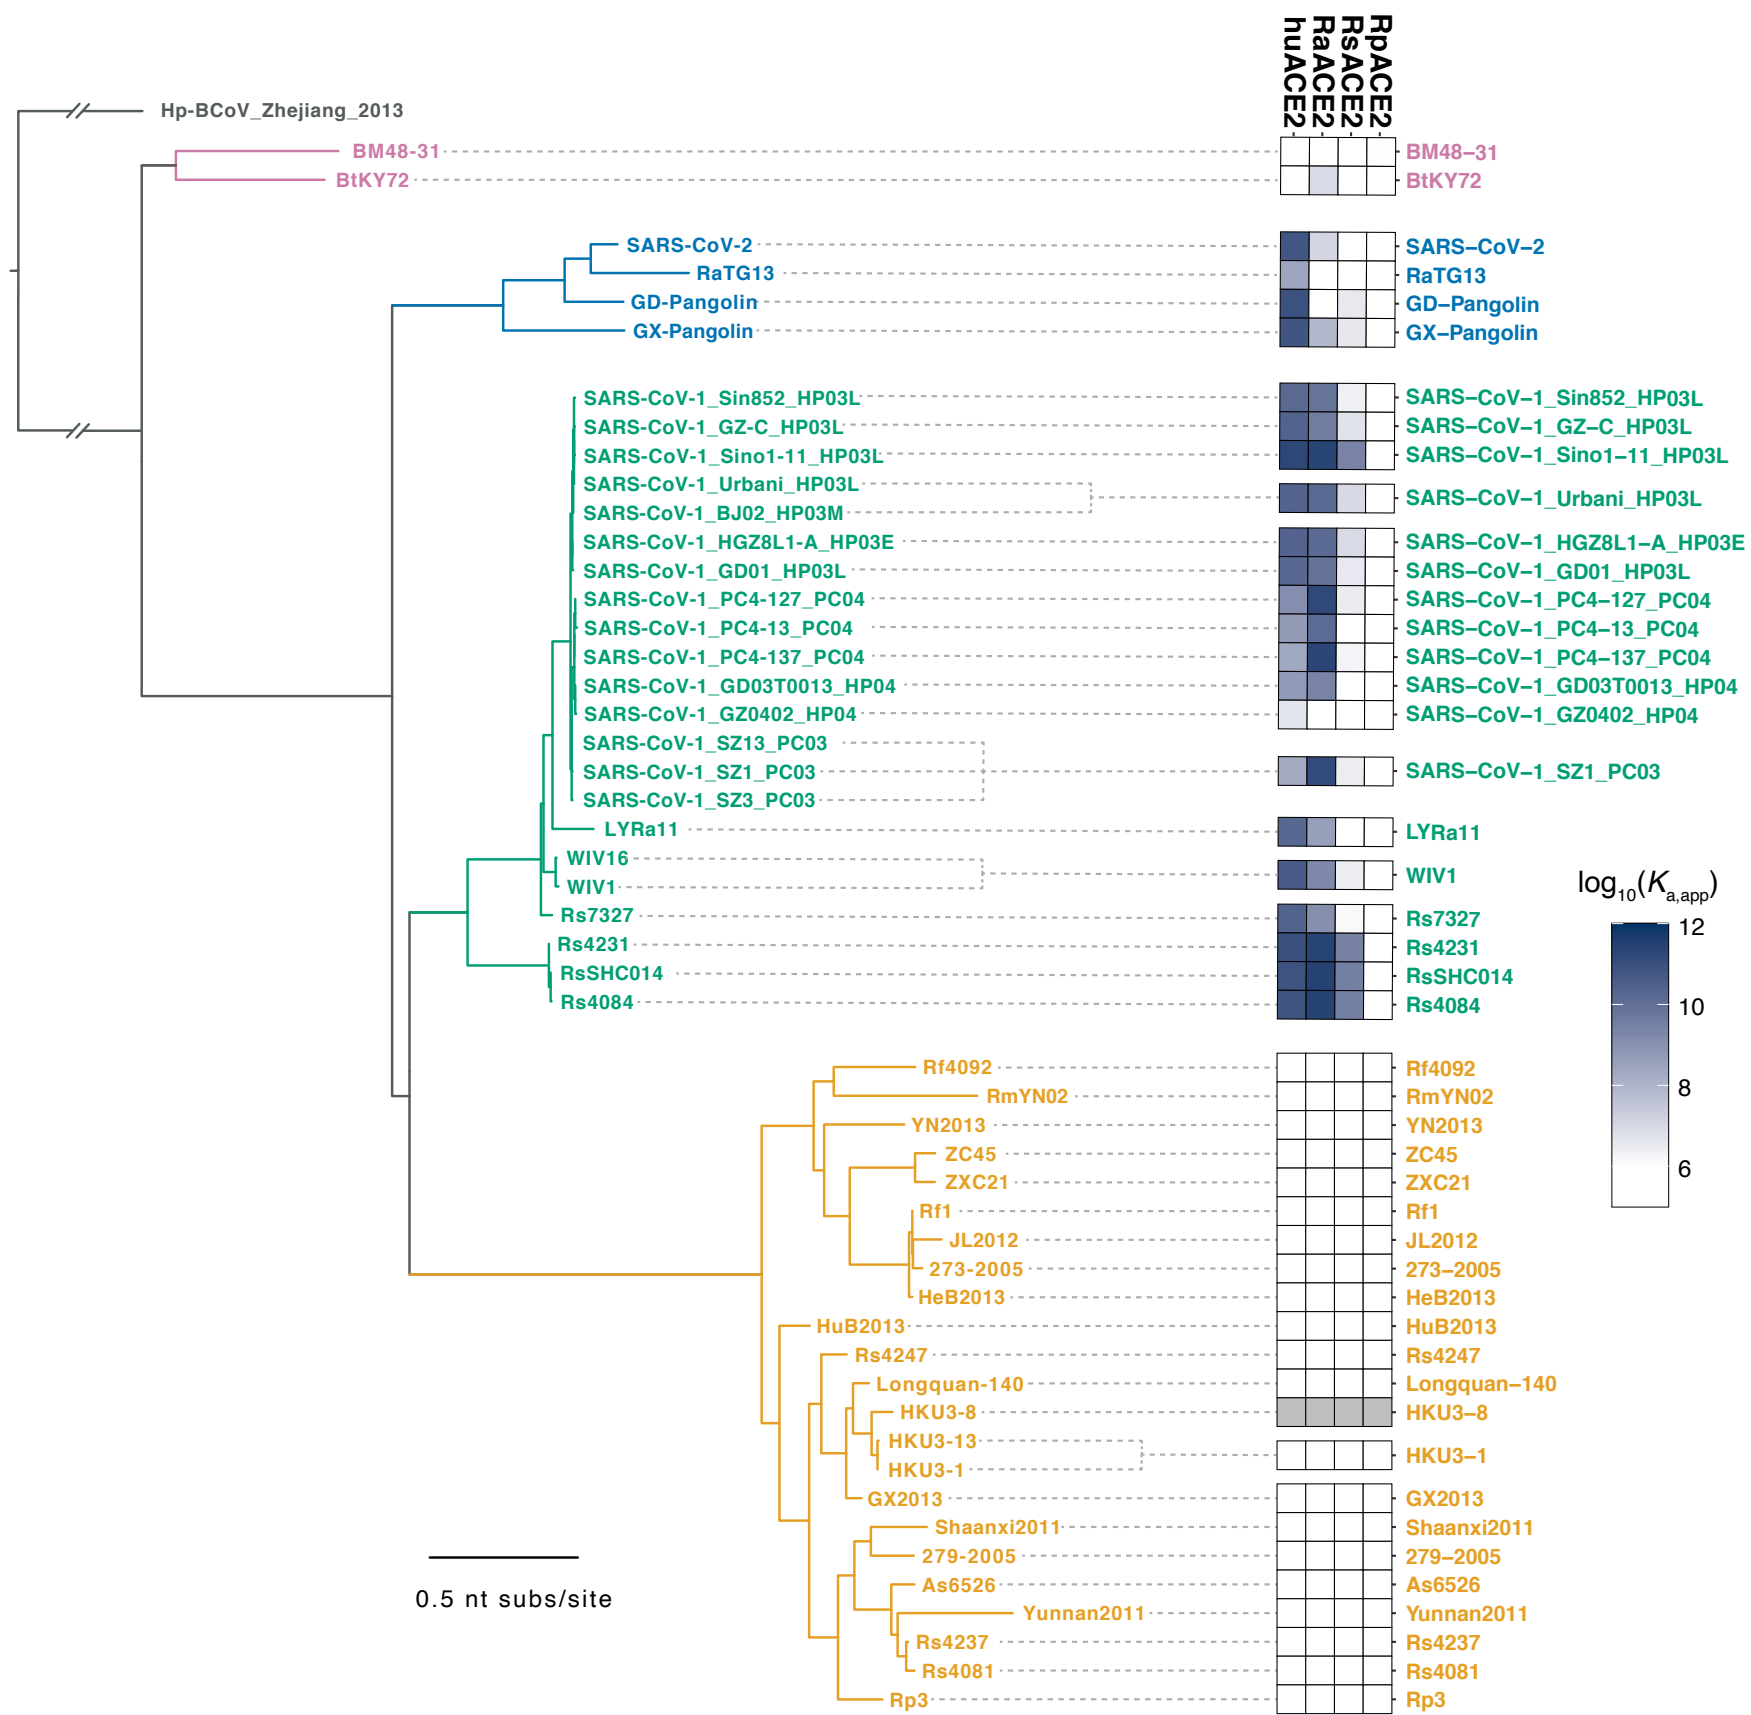 huACE2
RaACE2
RsACE2
RpACE2
Hp-BCoV_Zhejiang_2013
BM48-31 BM48–31
BtKY72 BtKY72
SARS-CoV-2 SARS–CoV–2
RaTG13 RaTG13
GD-Pangolin GD–Pangolin
GX-Pangolin GX–Pangolin
SARS-CoV-1_Sin852_HP03L SARS–CoV–1_Sin852_HP03L
SARS-CoV-1_GZ-C_HP03L SARS–CoV–1_GZ–C_HP03L
SARS-CoV-1_Sino1-11_HP03L SARS–CoV–1_Sino1–11_HP03L
SARS-CoV-1_Urbani_HP03L SARS–CoV–1_Urbani_HP03L
SARS-CoV-1_BJ02_HP03M
SARS-CoV-1_HGZ8L1-A_HP03E SARS–CoV–1_HGZ8L1–A_HP03E
SARS-CoV-1_GD01_HP03L SARS–CoV–1_GD01_HP03L
SARS-CoV-1_PC4-127_PC04 SARS–CoV–1_PC4–127_PC04
SARS-CoV-1_PC4-13_PC04 SARS–CoV–1_PC4–13_PC04
SARS-CoV-1_PC4-137_PC04 SARS–CoV–1_PC4–137_PC04
SARS-CoV-1_GD03T0013_HP04 SARS–CoV–1_GD03T0013_HP04
SARS-CoV-1_GZ0402_HP04 SARS–CoV–1_GZ0402_HP04
SARS-CoV-1_SZ13_PC03
SARS-CoV-1_SZ1_PC03 SARS–CoV–1_SZ1_PC03
SARS-CoV-1_SZ3_PC03
LYRa11 LYRa11
WIV16
WIV1 WIV1
Rs7327 Rs7327
Rs4231 Rs4231
RsSHC014 RsSHC014
Rs4084 Rs4084
Rf4092 Rf4092
RmYN02 RmYN02
YN2013 YN2013
ZC45 ZC45
ZXC21 ZXC21
Rf1 Rf1
JL2012 JL2012
273-2005 273–2005
HeB2013 HeB2013
HuB2013 HuB2013
Rs4247 Rs4247
Longquan-140 Longquan–140
HKU3-8 HKU3–8
HKU3-13
HKU3-1 HKU3–1
GX2013 GX2013
Shaanxi2011 Shaanxi2011
279-2005 279–2005
As6526 As6526
Yunnan2011 Yunnan2011
Rs4237 Rs4237
Rs4081 Rs4081
Rp3 Rp3
0.5 nt subs/site
log10(Ka,app)
12
10
8
6